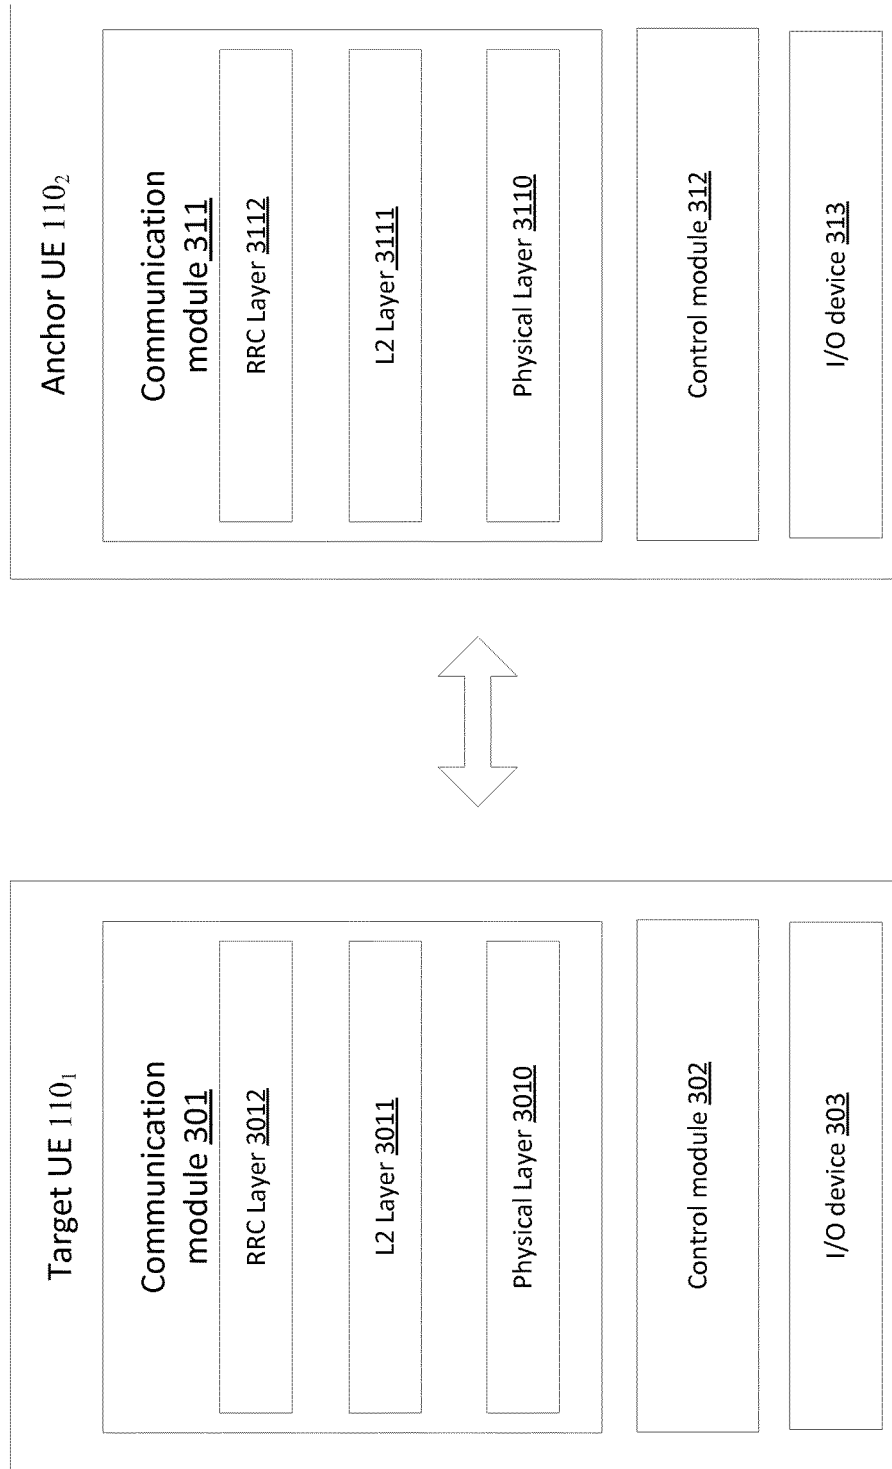 Target UE 110₁
Communication
module 301
RRC Layer 3012
L2 Layer 3011
Physical Layer 3010
Control module 302
I/O device 303
Anchor UE 110₂
Communication
module 311
RRC Layer 3112
L2 Layer 3111
Physical Layer 3110
Control module 312
I/O device 313